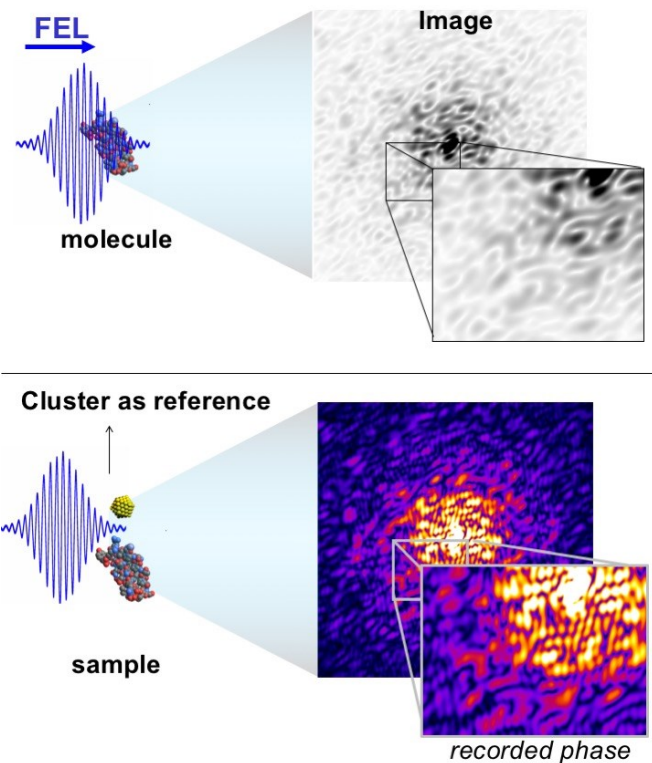 FEL
Image
molecule
Cluster as reference
sample
recorded phase